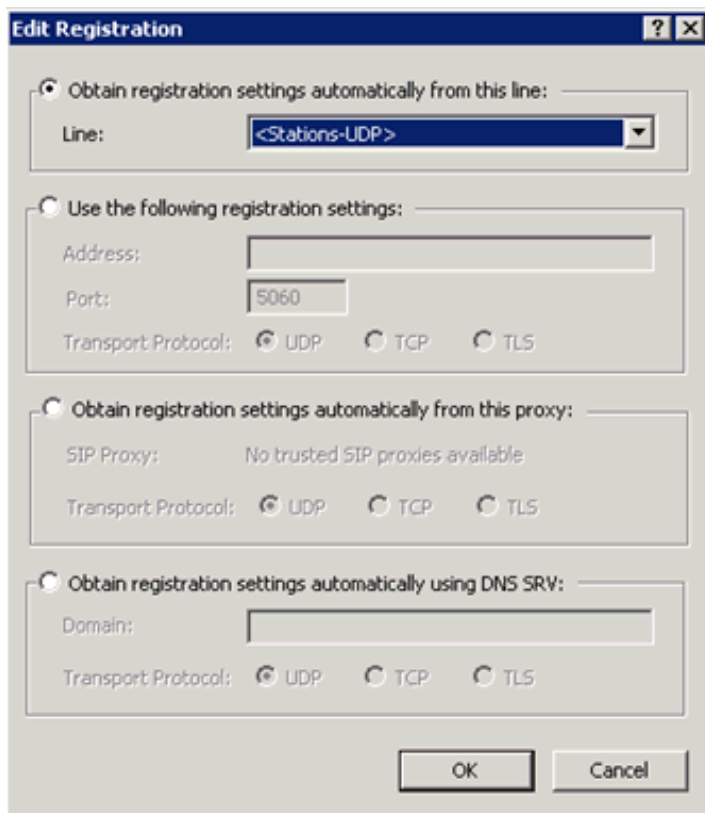 Edit Registration
Obtain registration settings automatically from this line:
Line: <Stations-UDP>
Use the following registration settings:
Address:
Port: 5060
Transport Protocol: UDP TCP TLS
Obtain registration settings automatically from this proxy:
SIP Proxy: No trusted SIP proxies available
Transport Protocol: UDP TCP TLS
Obtain registration settings automatically using DNS SRV:
Domain:
Transport Protocol: UDP TCP TLS
OK Cancel